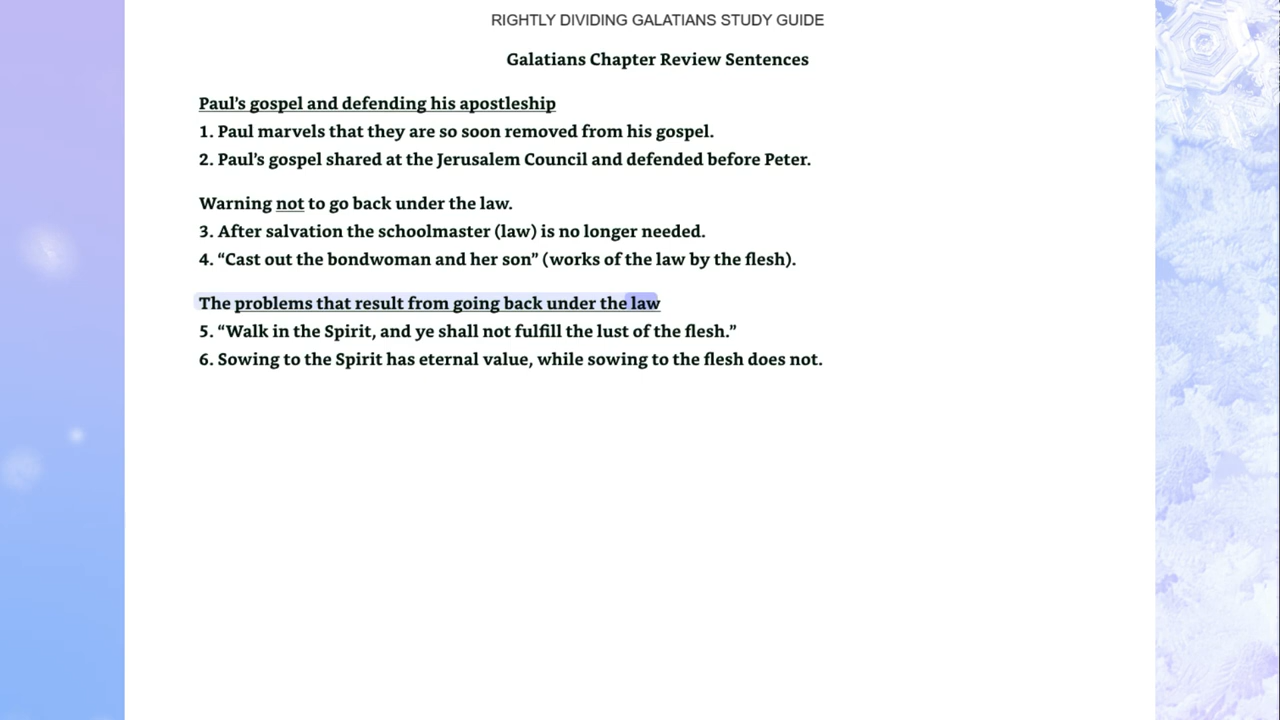 RIGHTLY DIVIDING GALATIANS STUDY GUIDE
Galatians Chapter Review Sentences
Paul’s gospel and defending his apostleship
1. Paul marvels that they are so soon removed from his gospel.
2. Paul’s gospel shared at the Jerusalem Council and defended before Peter.
Warning not to go back under the law.
3. After salvation the schoolmaster (law) is no longer needed.
4. “Cast out the bondwoman and her son” (works of the law by the flesh).
The problems that result from going back under the law
5. “Walk in the Spirit, and ye shall not fulfill the lust of the flesh.”
6. Sowing to the Spirit has eternal value, while sowing to the flesh does not.